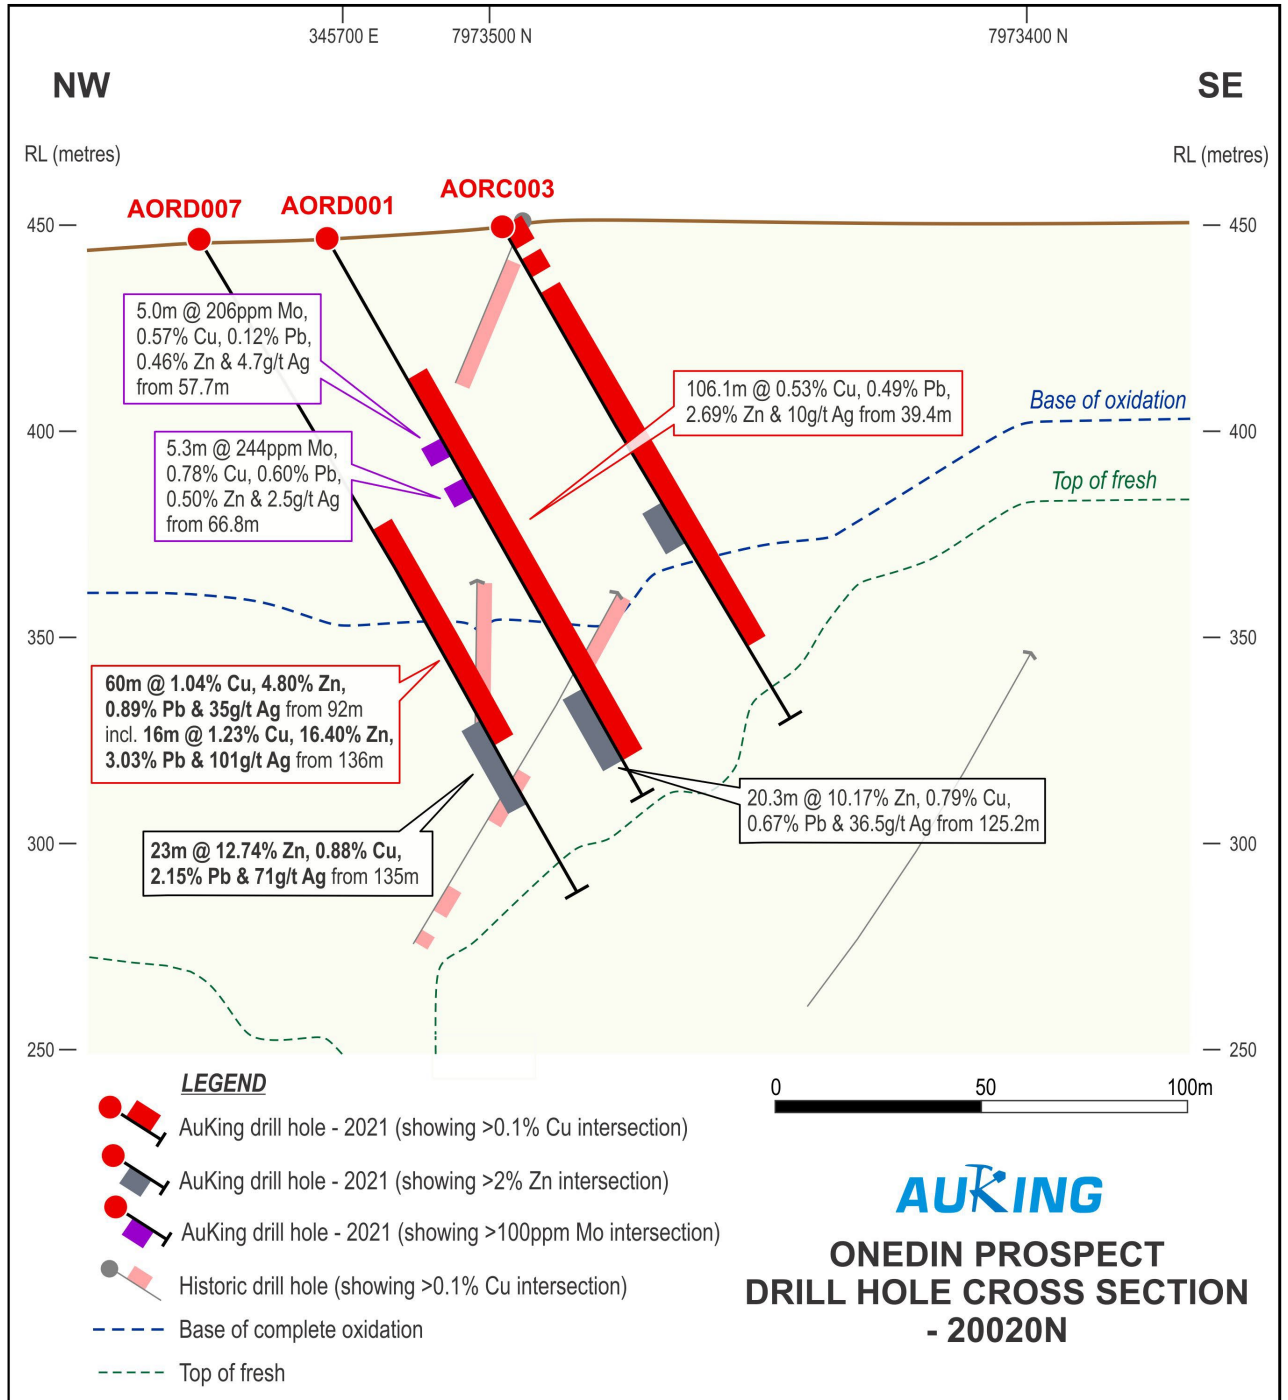 345700 E
7973500 N
7973400 N
NW
SE
RL (metres)
RL (metres)
AORD007
AORD001
AORC003
450
450
5.0m @ 206ppm Mo,
0.57% Cu, 0.12% Pb,
0.46% Zn & 4.7g/t Ag
from 57.7m
106.1m @ 0.53% Cu, 0.49% Pb,
2.69% Zn & 10g/t Ag from 39.4m
Base of oxidation
400
400
5.3m @ 244ppm Mo,
0.78% Cu, 0.60% Pb,
0.50% Zn & 2.5g/t Ag
from 66.8m
Top of fresh
350
350
60m @ 1.04% Cu, 4.80% Zn,
0.89% Pb & 35g/t Ag from 92m
incl. 16m @ 1.23% Cu, 16.40% Zn,
3.03% Pb & 101g/t Ag from 136m
20.3m @ 10.17% Zn, 0.79% Cu,
0.67% Pb & 36.5g/t Ag from 125.2m
300
300
23m @ 12.74% Zn, 0.88% Cu,
2.15% Pb & 71g/t Ag from 135m
250
250
LEGEND
AuKing drill hole - 2021 (showing >0.1% Cu intersection)
AuKing drill hole - 2021 (showing >2% Zn intersection)
AuKing drill hole - 2021 (showing >100ppm Mo intersection)
Historic drill hole (showing >0.1% Cu intersection)
Base of complete oxidation
Top of fresh
0 50 100m
AUKING
ONEDIN PROSPECT
DRILL HOLE CROSS SECTION
- 20020N